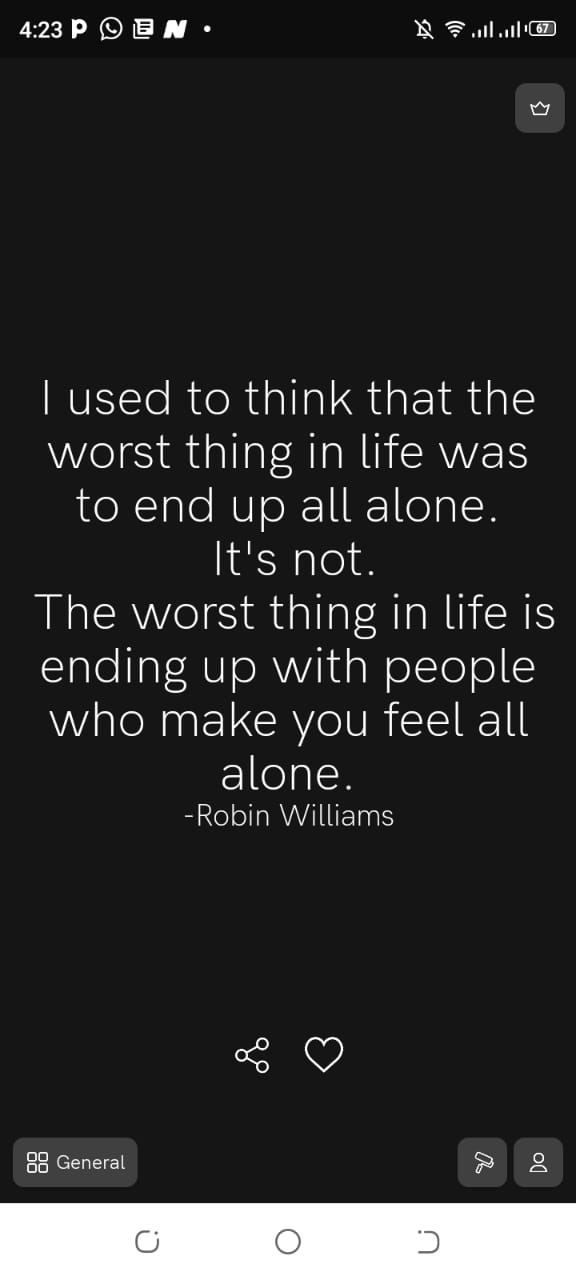 4:23
67
I used to think that the
worst thing in life was
to end up all alone.
It's not.
The worst thing in life is
ending up with people
who make you feel all
alone.
-Robin Williams
General